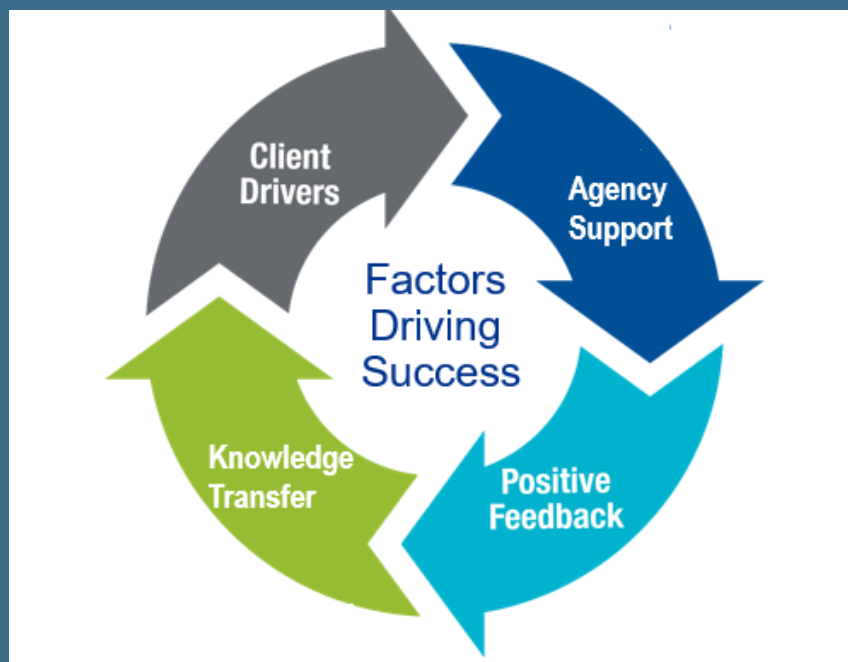 Client
Drivers
Agency
Support
Factors
Driving
Success
Knowledge
Transfer
Positive
Feedback